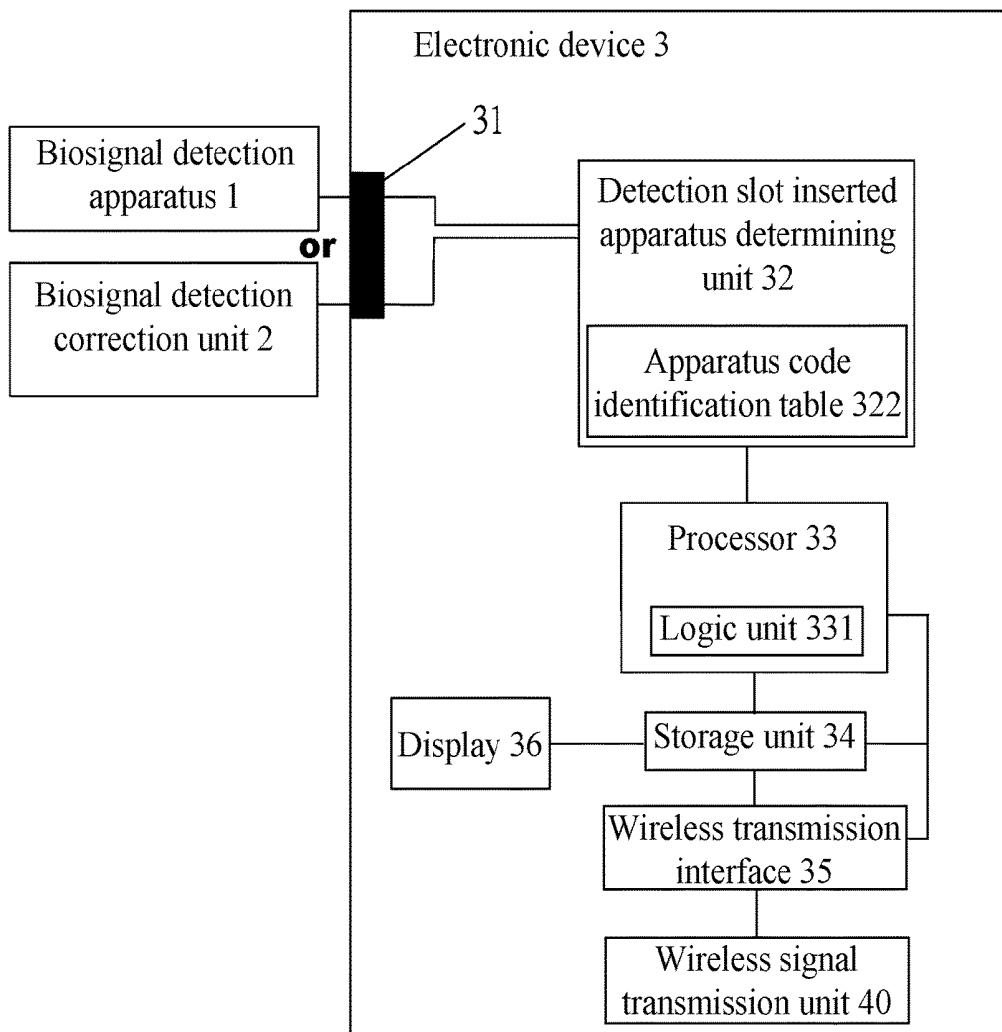 Electronic device 3
31
Biosignal detection
apparatus 1
or
Biosignal detection
correction unit 2
Detection slot inserted
apparatus determining
unit 32
Apparatus code
identification table 322
Processor 33
Logic unit 331
Display 36
Storage unit 34
Wireless transmission
interface 35
Wireless signal
transmission unit 40